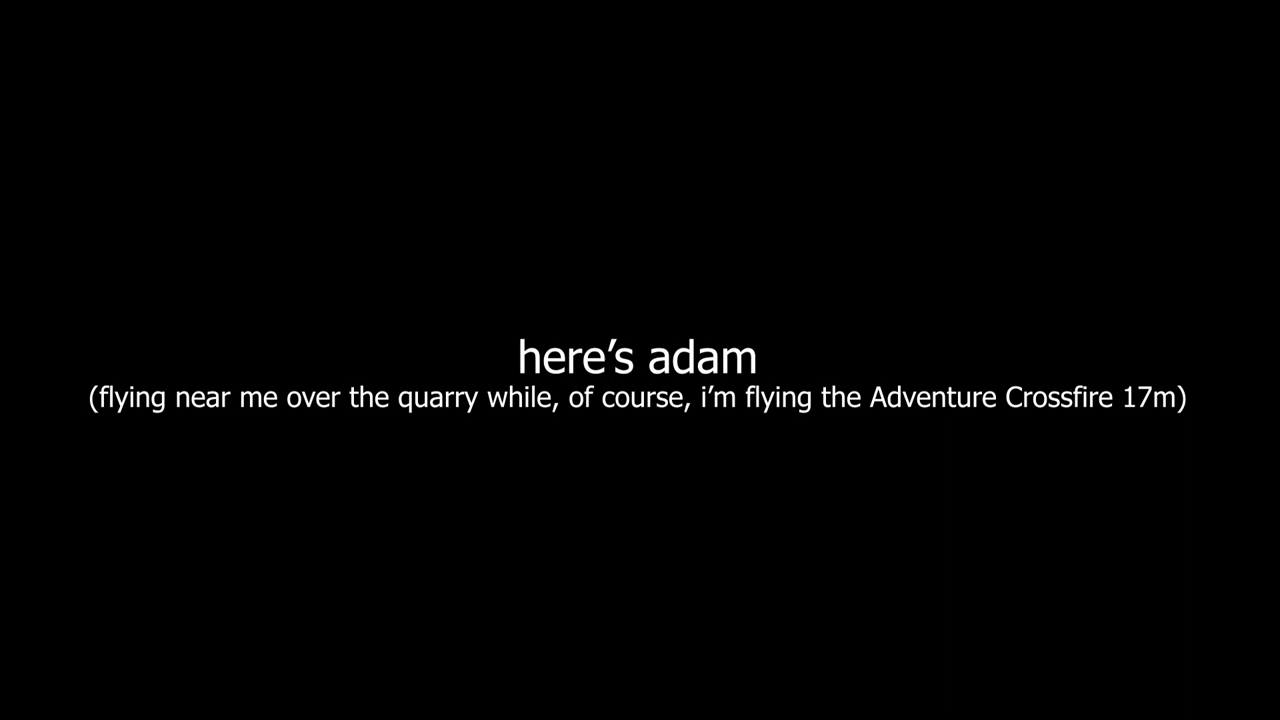 here’s adam
(flying near me over the quarry while, of course, i’m flying the Adventure Crossfire 17m)